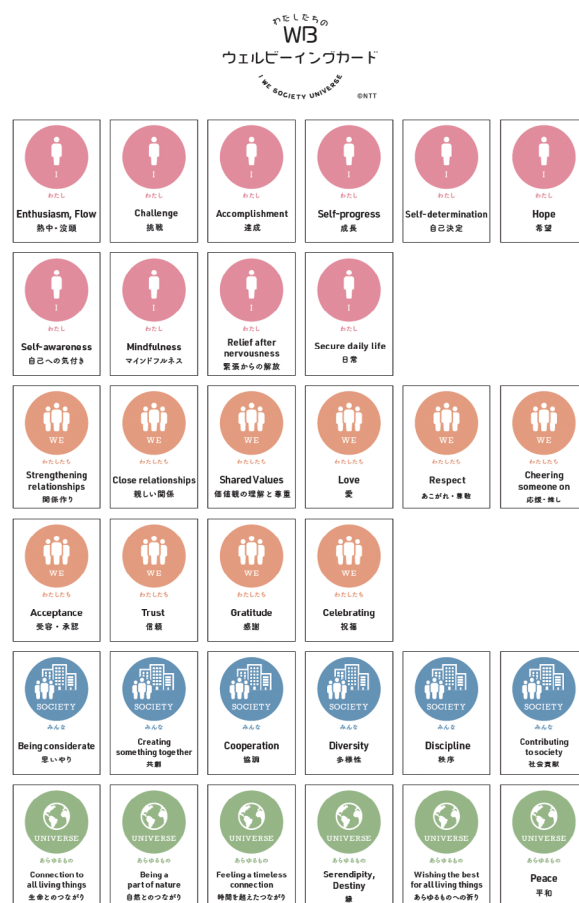 わたしたちの
WB
ウェルビーイングカード
I WE SOCIETY UNIVERSE
©NTT
I
わたし
Enthusiasm, Flow
熱中・没頭
I
わたし
Challenge
挑戦
I
わたし
Accomplishment
達成
I
わたし
Self-progress
成長
I
わたし
Self-determination
自己決定
I
わたし
Hope
希望
I
わたし
Self-awareness
自己への気付き
I
わたし
Mindfulness
マインドフルネス
I
わたし
Relief after
nervousness
緊張からの解放
I
わたし
Secure daily life
日常
WE
わたしたち
Strengthening
relationships
関係作り
WE
わたしたち
Close relationships
親しい関係
WE
わたしたち
Shared Values
価値観の理解と尊重
WE
わたしたち
Love
愛
WE
わたしたち
Respect
あこがれ・尊敬
WE
わたしたち
Cheering
someone on
応援・推し
WE
わたしたち
Acceptance
受容・承認
WE
わたしたち
Trust
信頼
WE
わたしたち
Gratitude
感謝
WE
わたしたち
Celebrating
祝福
SOCIETY
みんな
Being considerate
思いやり
SOCIETY
みんな
Creating
something together
共創
SOCIETY
みんな
Cooperation
協調
SOCIETY
みんな
Diversity
多様性
SOCIETY
みんな
Discipline
秩序
SOCIETY
みんな
Contributing
to society
社会貢献
UNIVERSE
あらゆるもの
Connection to
all living things
生命とのつながり
UNIVERSE
あらゆるもの
Being a
part of nature
自然とのつながり
UNIVERSE
あらゆるもの
Feeling a timeless
connection
時間を超えたつながり
UNIVERSE
あらゆるもの
Serendipity,
Destiny
縁
UNIVERSE
あらゆるもの
Wishing the best
for all living things
あらゆるものへの祈り
UNIVERSE
あらゆるもの
Peace
平和